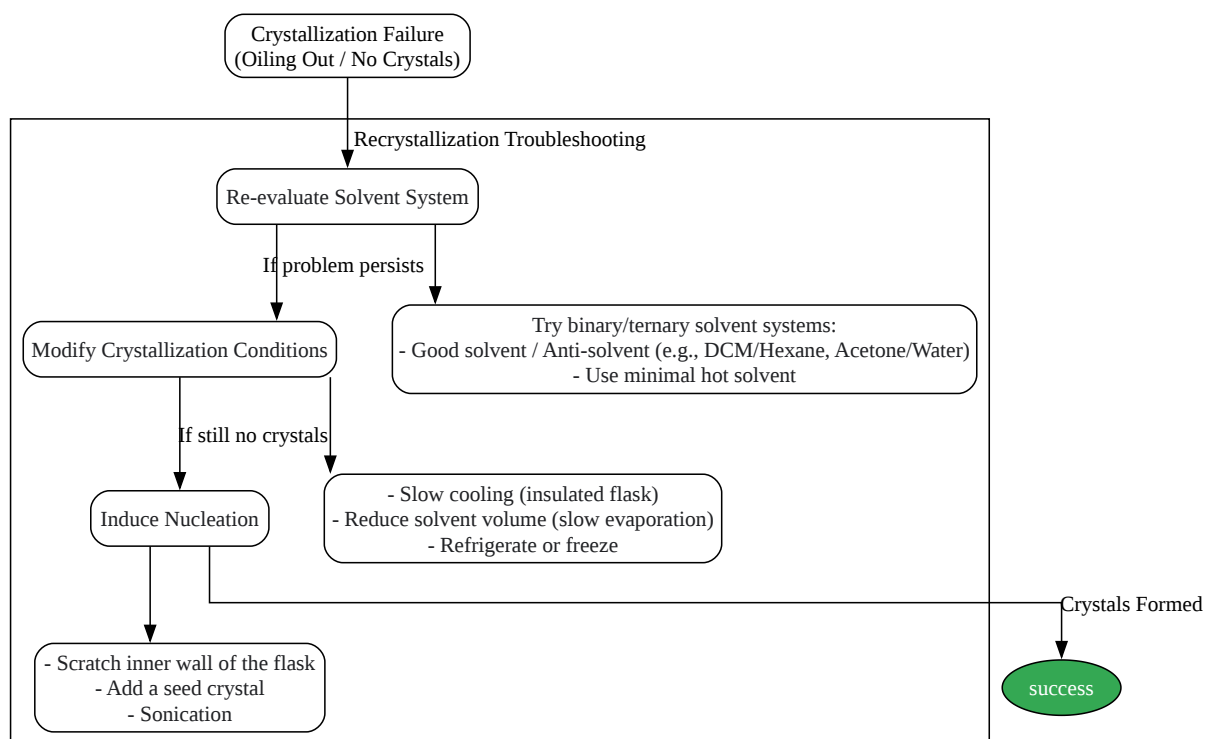 Crystallization Failure
(Oiling Out / No Crystals)
Recrystallization Troubleshooting
Re-evaluate Solvent System
If problem persists
Modify Crystallization Conditions
Try binary/ternary solvent systems:
- Good solvent / Anti-solvent (e.g., DCM/Hexane, Acetone/Water)
- Use minimal hot solvent
If still no crystals
Induce Nucleation
- Slow cooling (insulated flask)
- Reduce solvent volume (slow evaporation)
- Refrigerate or freeze
Crystals Formed
- Scratch inner wall of the flask
- Add a seed crystal
- Sonication
success